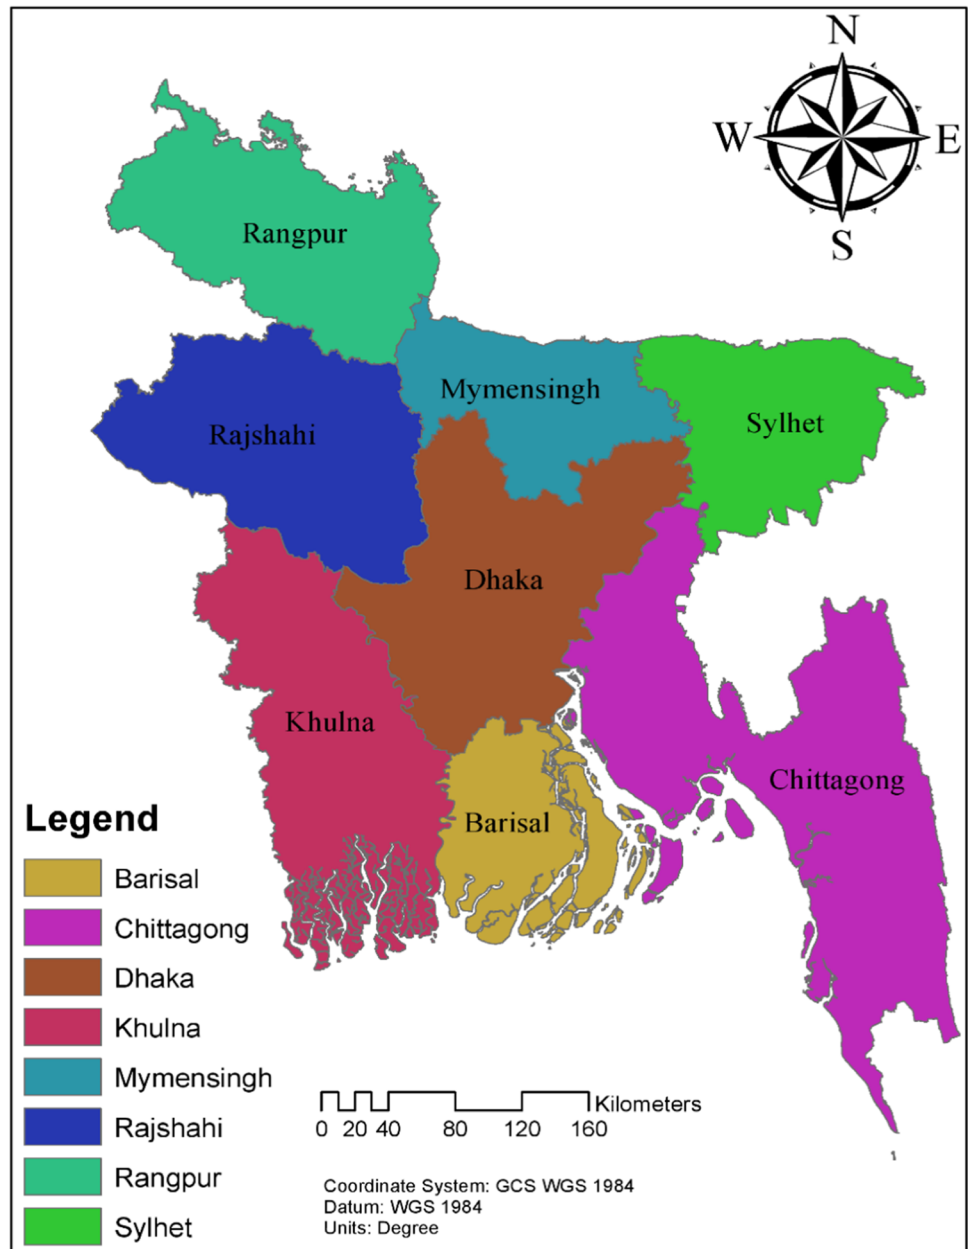 N
W E
S
Rangpur
Mymensingh
Sylhet
Rajshahi
Dhaka
Khulna
Chittagong
Barisal
Legend
Barisal
Chittagong
Dhaka
Khulna
Mymensingh
Rajshahi
Rangpur
Sylhet
Kilometers
0 20 40 80 120 160
Coordinate System: GCS WGS 1984
Datum: WGS 1984
Units: Degree